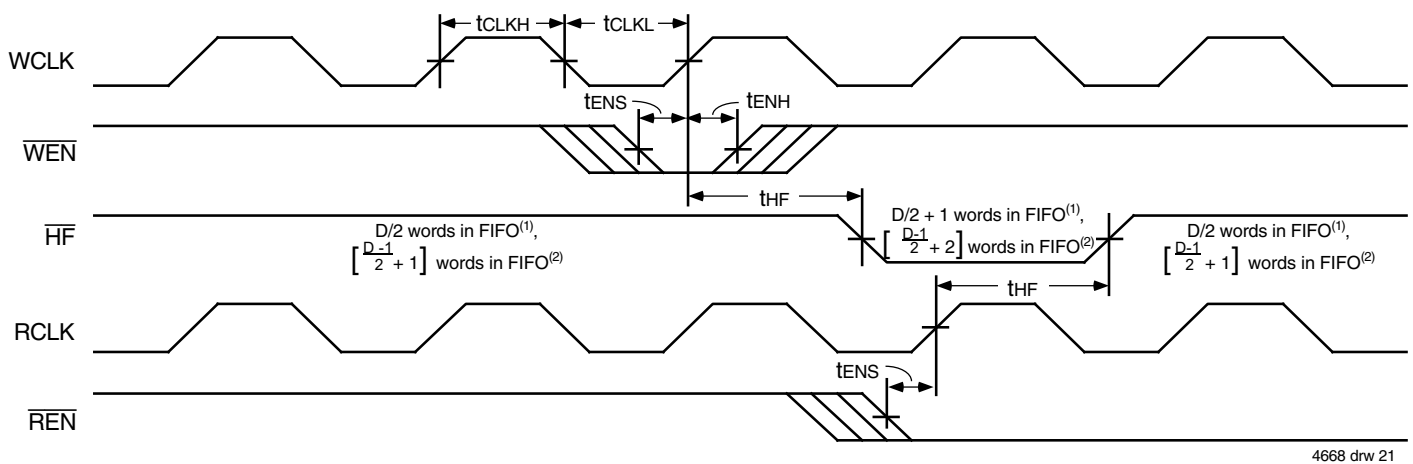 tCLKH tCLKL
WCLK
tENS tENH
WEN
tHF
HF
D/2 words in FIFO(1),
[ D-1/2 + 1] words in FIFO(2)
D/2 + 1 words in FIFO(1),
[ D-1/2 + 2] words in FIFO(2)
D/2 words in FIFO(1),
[ D-1/2 + 1] words in FIFO(2)
tHF
RCLK
tENS
REN
4668 drw 21